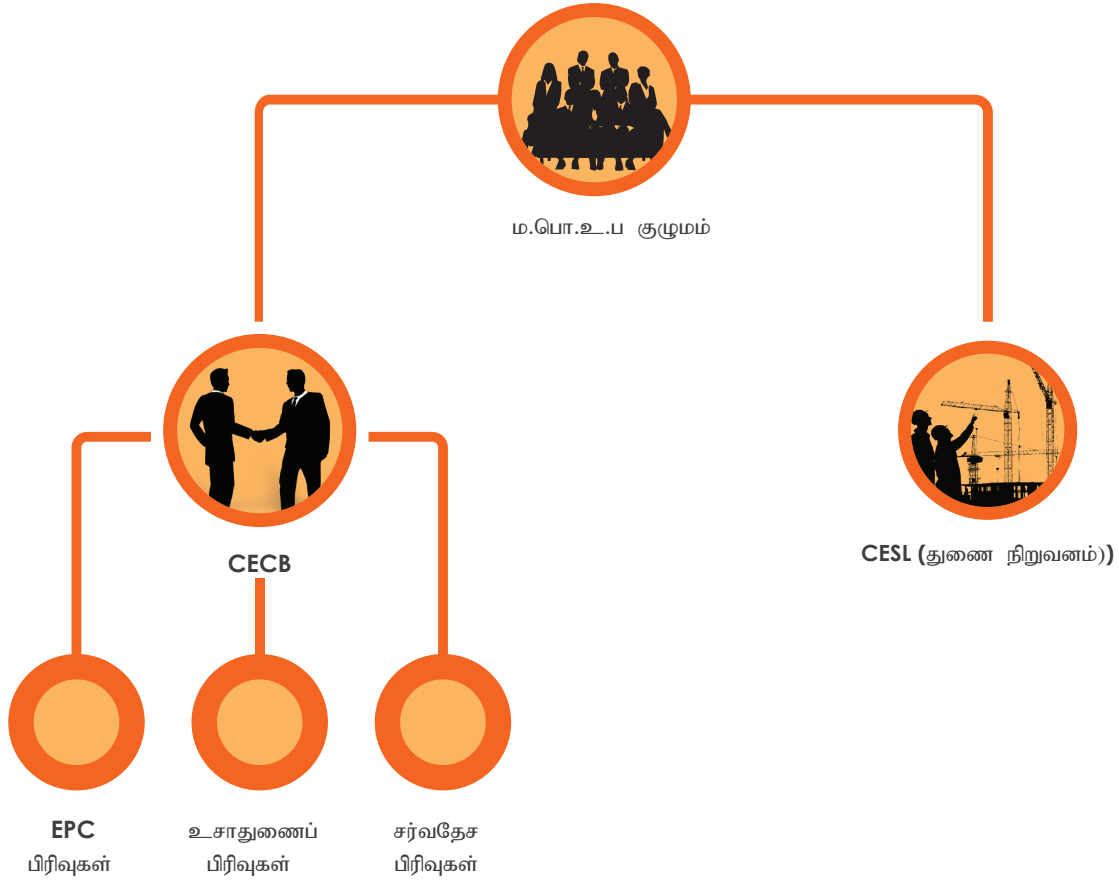 ம.பொ.உ.ப குழுமம்
CECB
CESL (துணை நிறுவனம்))
EPC
பிரிவுகள்
உசாதுணைப்
பிரிவுகள்
சர்வதேச
பிரிவுகள்